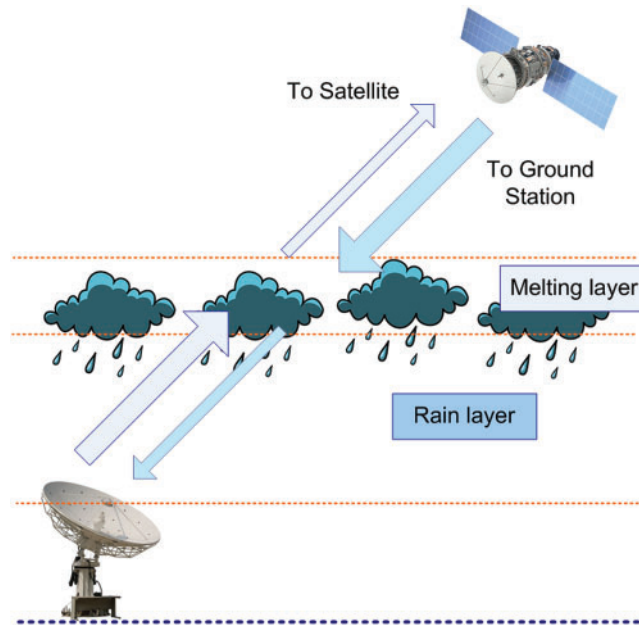 To Satellite
To Ground
Station
Melting layer
Rain layer